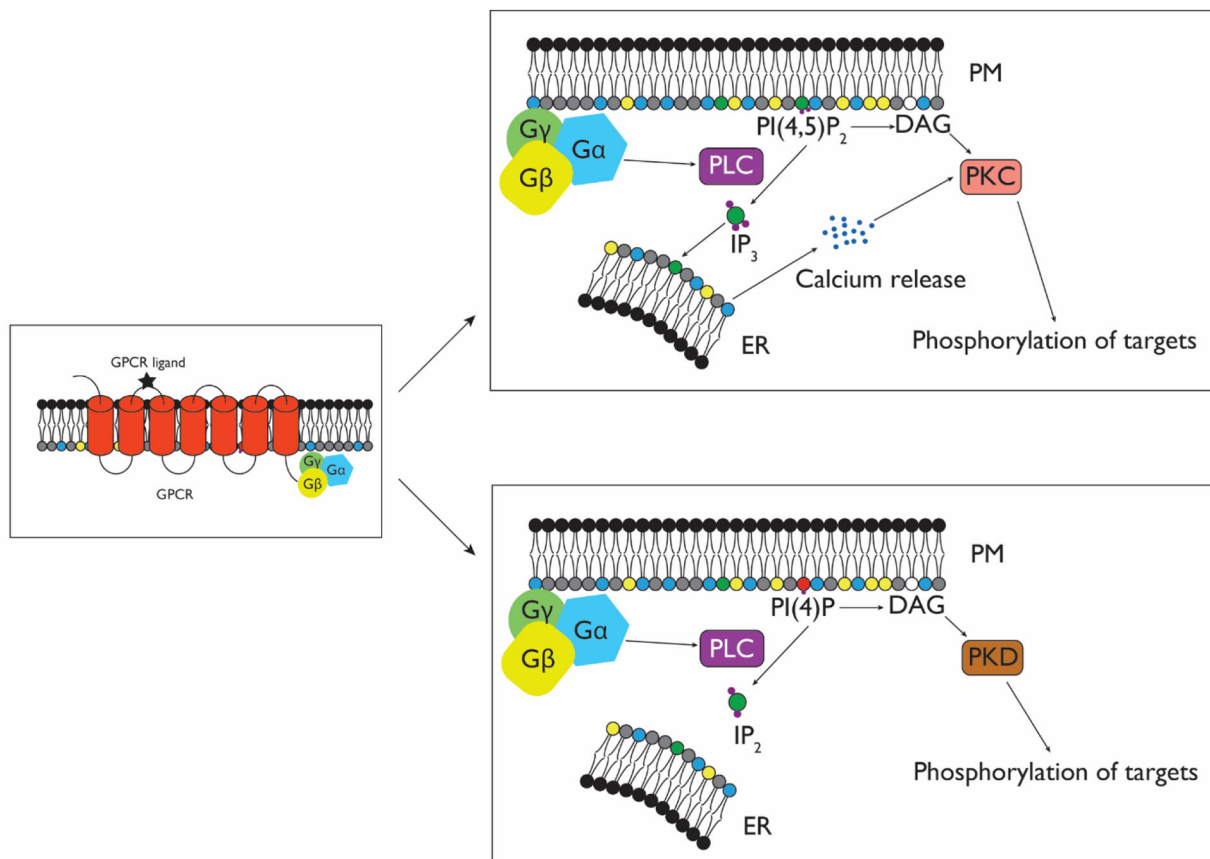 GPCR ligand
Gγ
Gα
Gβ
GPCR
PM
Gγ
Gα
Gβ
PLC
PI(4,5)P₂
DAG
PKC
IP₃
Calcium release
ER
Phosphorylation of targets
PM
Gγ
Gα
Gβ
PLC
PI(4)P
DAG
PKD
IP₂
Phosphorylation of targets
ER